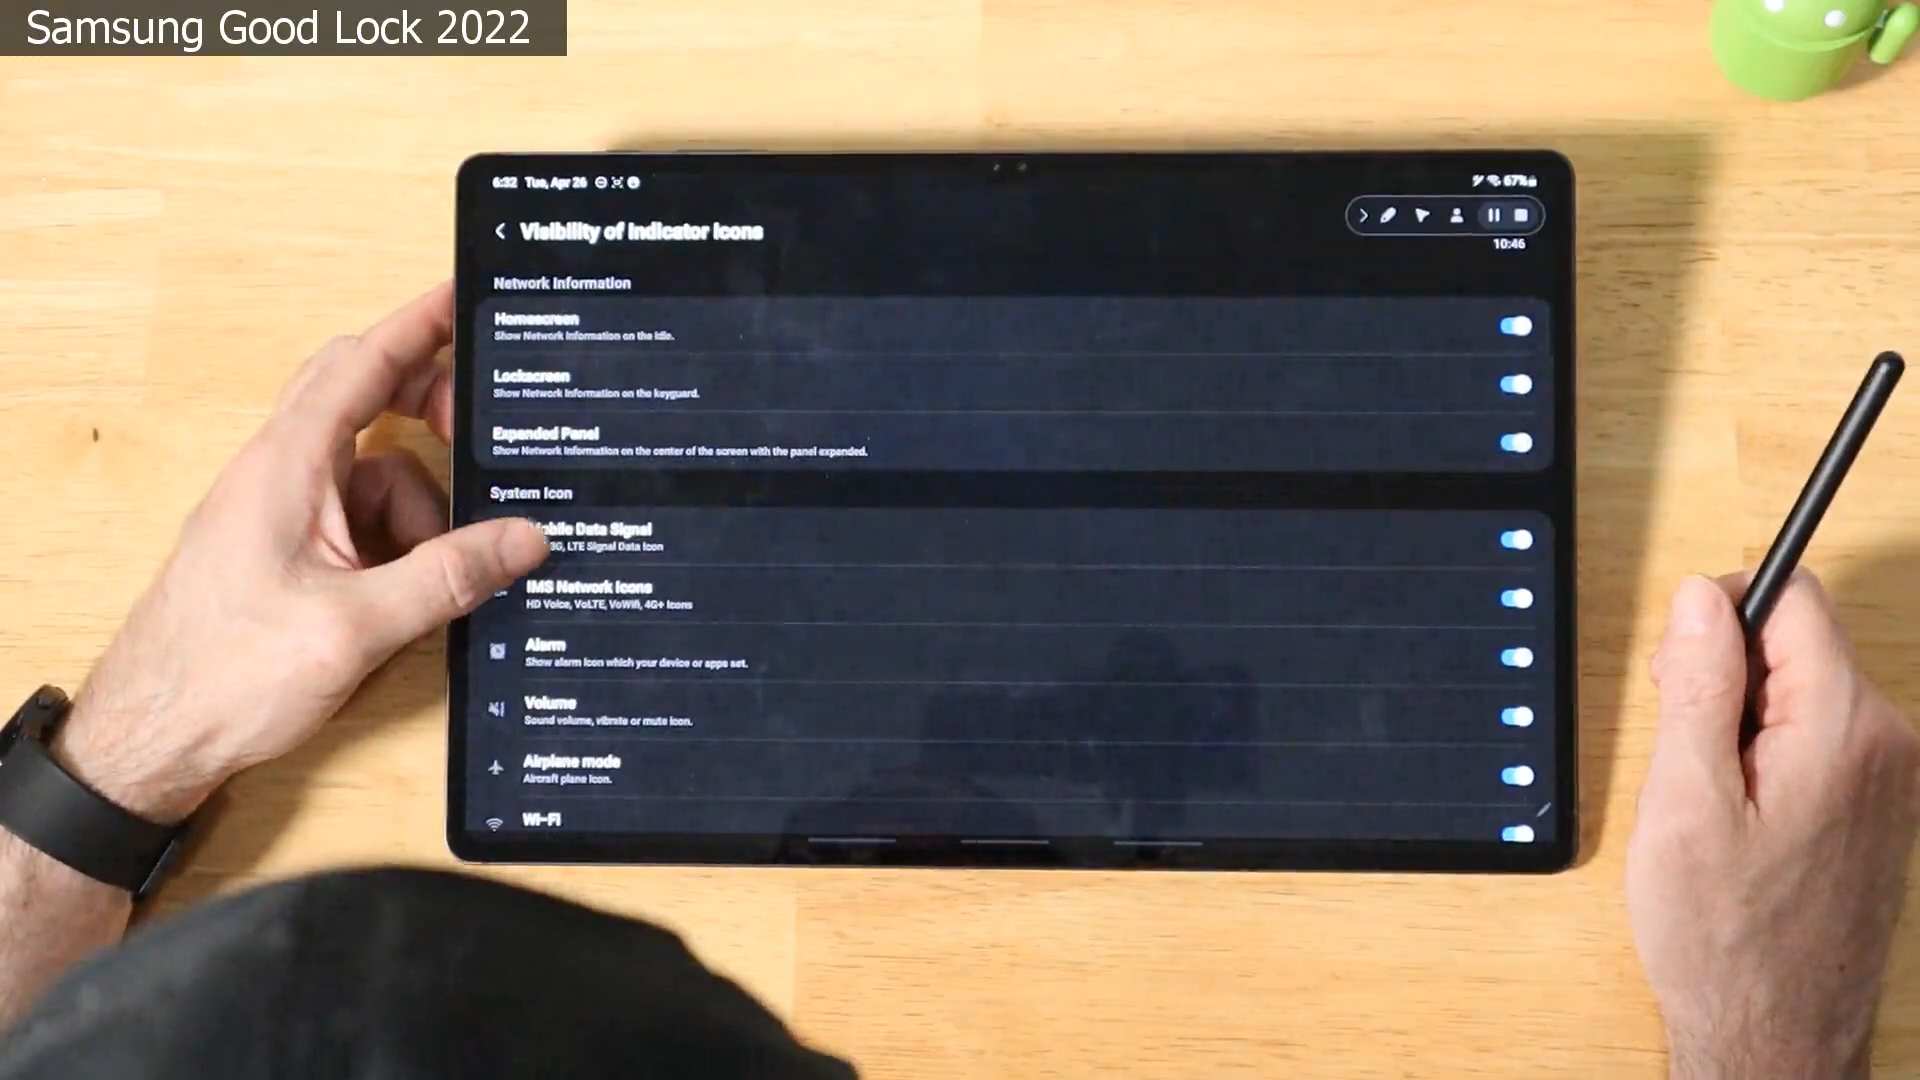 Samsung Good Lock 2022
6:32 Tue, Apr 26
67%
Visibility of Indicator Icons
10:46
Network Information
Homescreen
Show Network Information on the idle.
Lockscreen
Show Network Information on the keyguard.
Expanded Panel
Show Network Information on the center of the screen with the panel expanded.
System Icon
Mobile Data Signal
3G, LTE Signal Data Icon
IMS Network Icons
HD Voice, VoLTE, VoWifi, 4G+ Icons
Alarm
Show alarm icon which your device or apps set.
Volume
Sound volume, vibrate or mute icon.
Airplane mode
Aircraft plane icon.
Wi-Fi